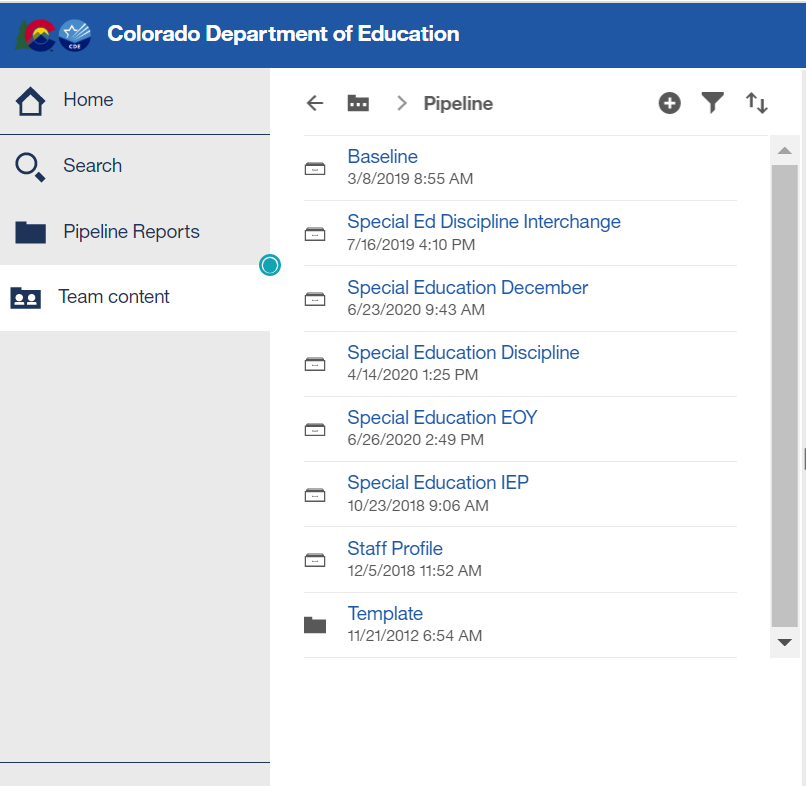 CDE
Colorado Department of Education
Home
Search
Pipeline Reports
Team content
Pipeline
Baseline
3/8/2019 8:55 AM
Special Ed Discipline Interchange
7/16/2019 4:10 PM
Special Education December
6/23/2020 9:43 AM
Special Education Discipline
4/14/2020 1:25 PM
Special Education EOY
6/26/2020 2:49 PM
Special Education IEP
10/23/2018 9:06 AM
Staff Profile
12/5/2018 11:52 AM
Template
11/21/2012 6:54 AM